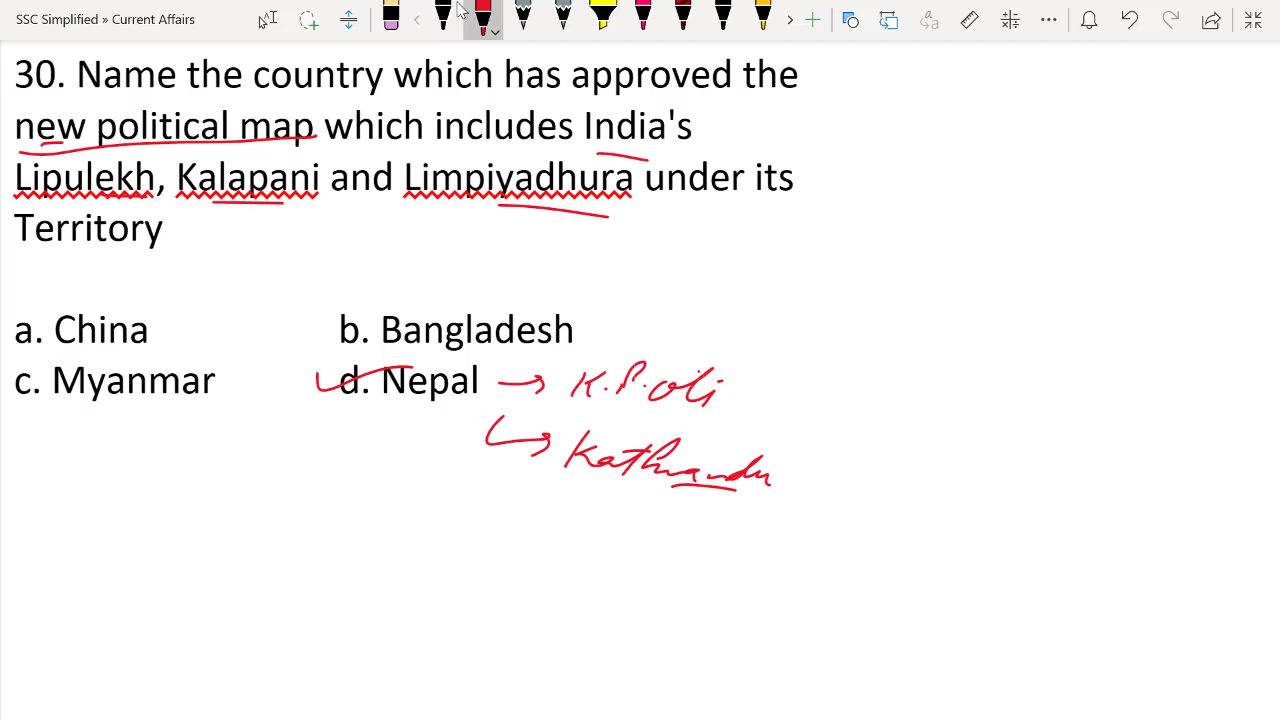 SSC Simplified » Current Affairs
30. Name the country which has approved the
new political map which includes India's
Lipulekh, Kalapani and Limpiyadhura under its
Territory
a. China b. Bangladesh
c. Myanmar d. Nepal → K.P.oli
Kathmandu